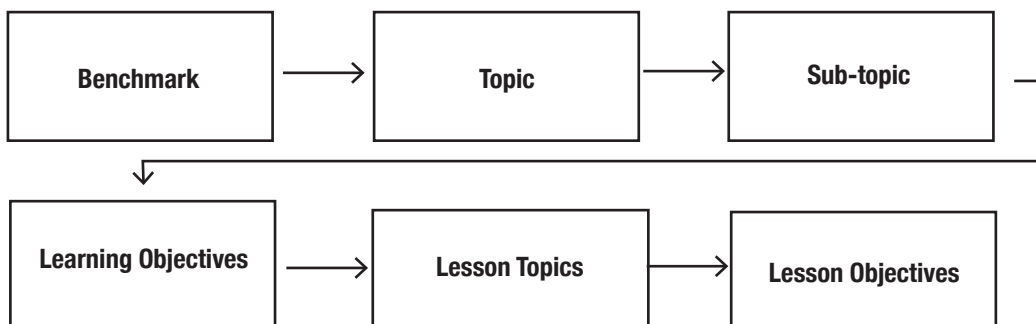 Benchmark
Topic
Sub-topic
Learning Objectives
Lesson Topics
Lesson Objectives